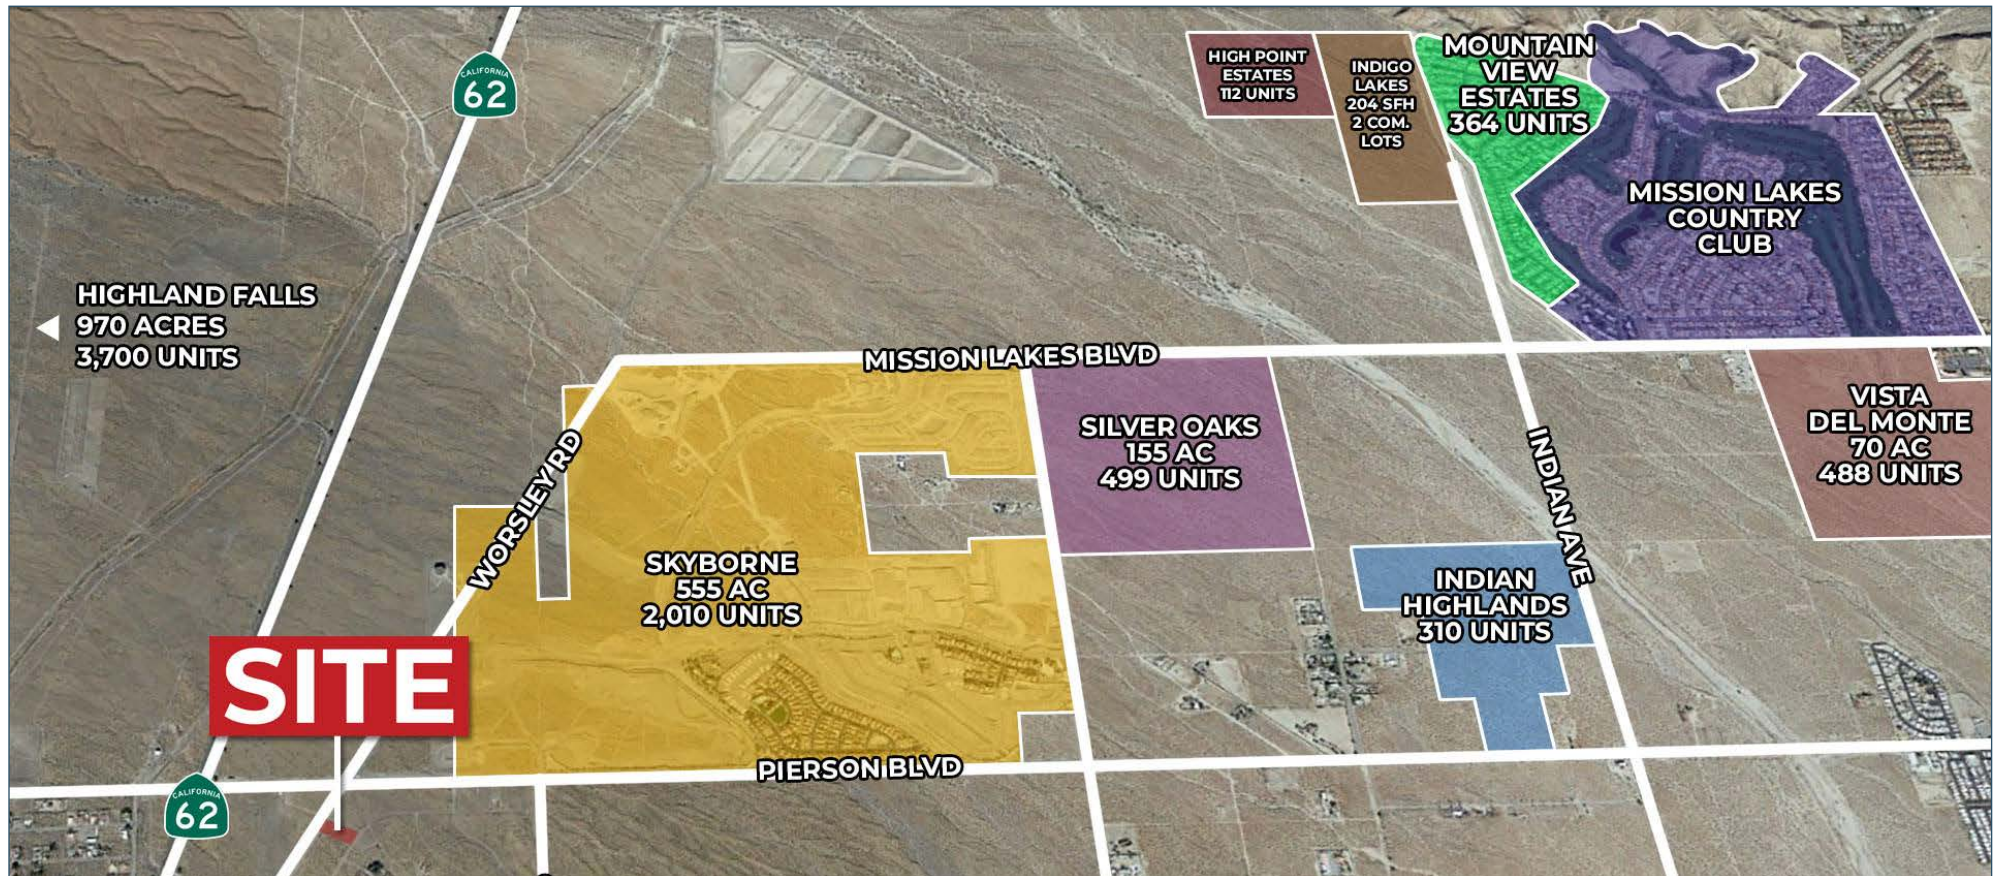 CALIFORNIA
62
HIGH POINT
ESTATES
112 UNITS
INDIGO
LAKES
204 SFH
2 COM.
LOTS
MOUNTAIN
VIEW
ESTATES
364 UNITS
MISSION LAKES
COUNTRY
CLUB
HIGHLAND FALLS
970 ACRES
3,700 UNITS
MISSION LAKES BLVD
WORSLEY RD
SILVER OAKS
155 AC
499 UNITS
INDIAN AVE
VISTA
DEL MONTE
70 AC
488 UNITS
SKYBORNE
555 AC
2,010 UNITS
INDIAN
HIGHLANDS
310 UNITS
SITE
PIERSON BLVD
CALIFORNIA
62